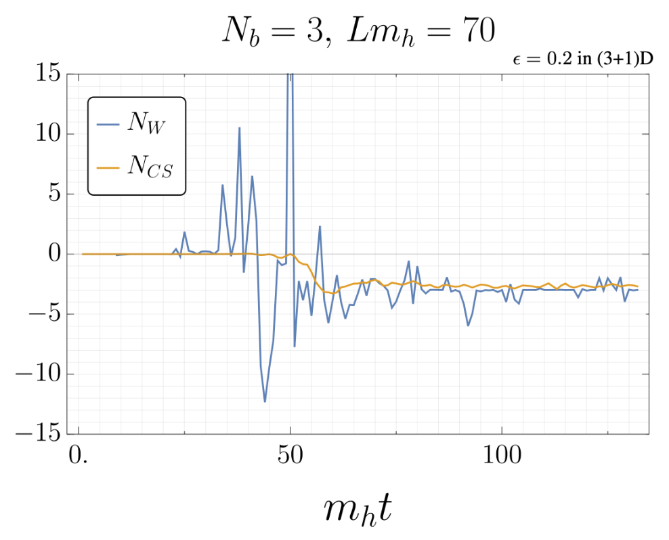 N_b = 3, Lm_h = 70
ϵ = 0.2 in (3+1)D
15
10
5
0
−5
−10
−15
N_W
N_CS
0. 50 100
m_h t